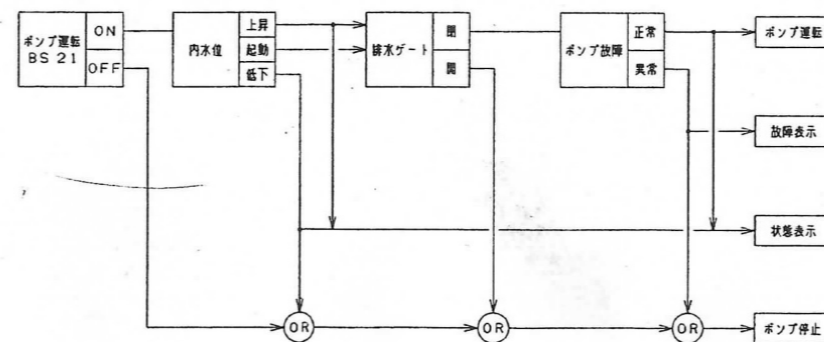 ポンプ運転
BS 21
ON
OFF
内水位
上昇
起動
低下
排水ゲート
閉
開
ポンプ故障
正常
異常
ポンプ運転
故障表示
状態表示
OR
OR
OR
ポンプ停止